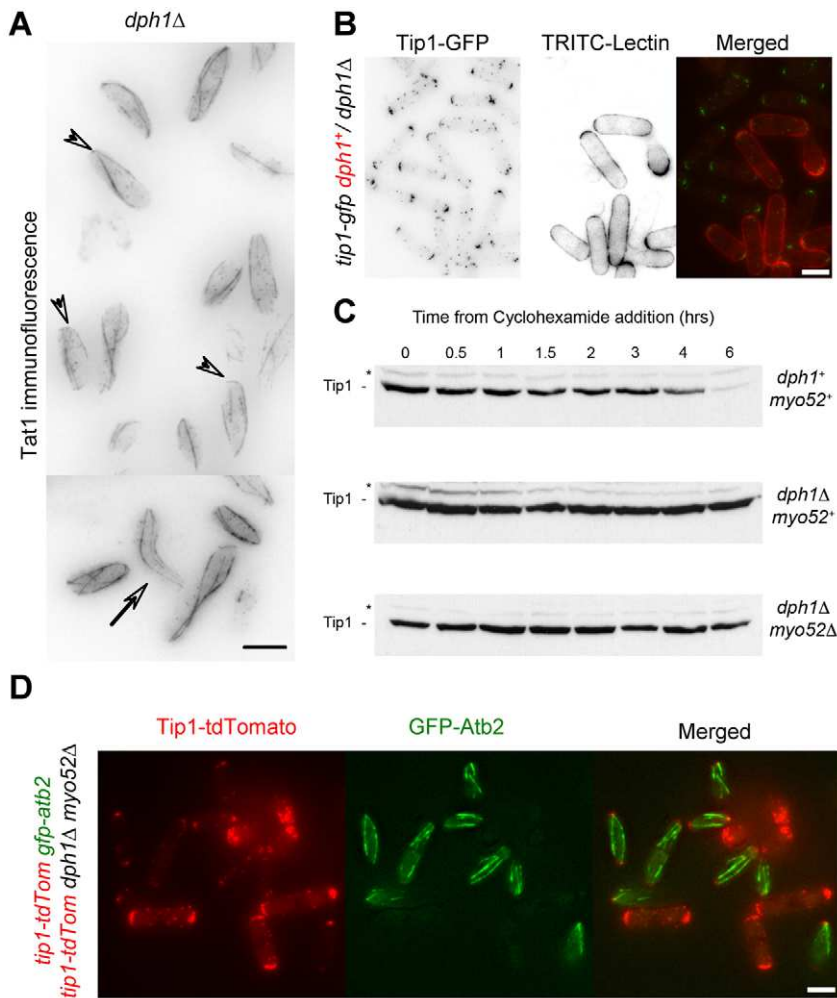 A
dph1Δ
Tat1 immunofluorescence
B
Tip1-GFP
TRITC-Lectin
Merged
tip1-gfp dph1⁺/ dph1Δ
C
Time from Cyclohexamide addition (hrs)
0 0.5 1 1.5 2 3 4 6
*
Tip1 -
dph1⁺
myo52⁺
*
Tip1 -
dph1Δ
myo52⁺
*
Tip1 -
dph1Δ
myo52Δ
D
Tip1-tdTomato
GFP-Atb2
Merged
tip1-tdTom gfp-atb2
tip1-tdTom dph1Δ myo52Δ